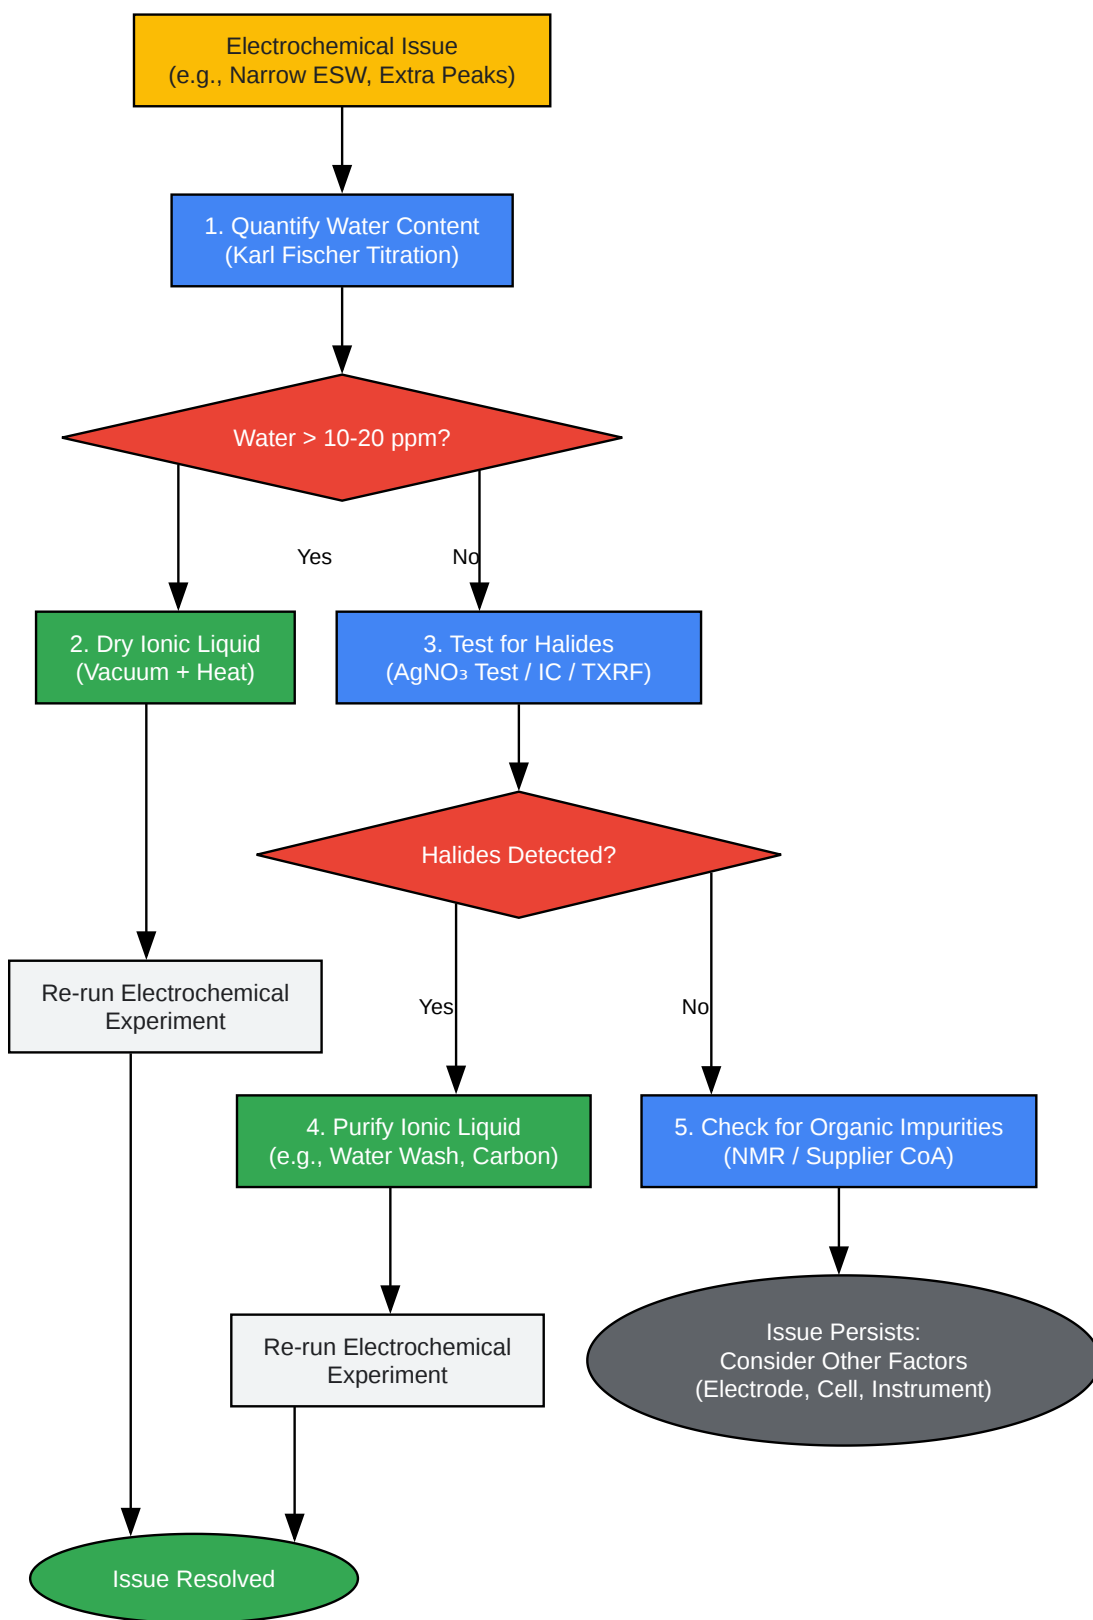 Electrochemical Issue
(e.g., Narrow ESW, Extra Peaks)
1. Quantify Water Content
(Karl Fischer Titration)
Water > 10-20 ppm?
Yes
No
2. Dry Ionic Liquid
(Vacuum + Heat)
3. Test for Halides
(AgNO₃ Test / IC / TXRF)
Halides Detected?
Re-run Electrochemical
Experiment
Yes
No
4. Purify Ionic Liquid
(e.g., Water Wash, Carbon)
5. Check for Organic Impurities
(NMR / Supplier CoA)
Re-run Electrochemical
Experiment
Issue Persists:
Consider Other Factors
(Electrode, Cell, Instrument)
Issue Resolved